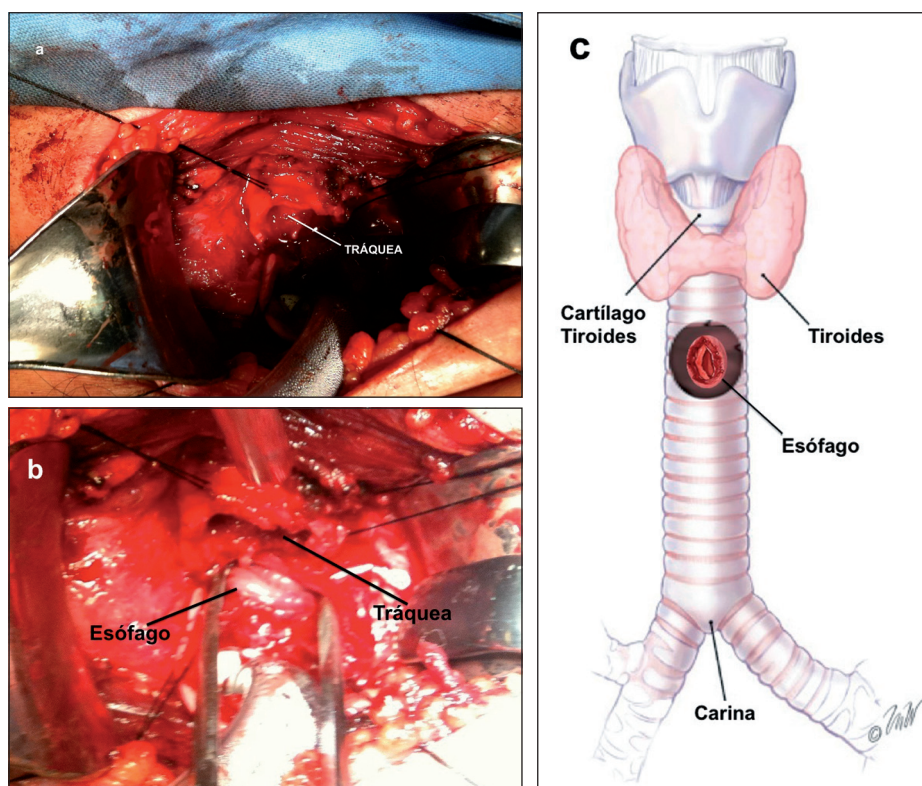 a
TRÁQUEA
b
Esófago
Tráquea
c
Cartílago
Tiroides
Tiroides
Esófago
Carina
©